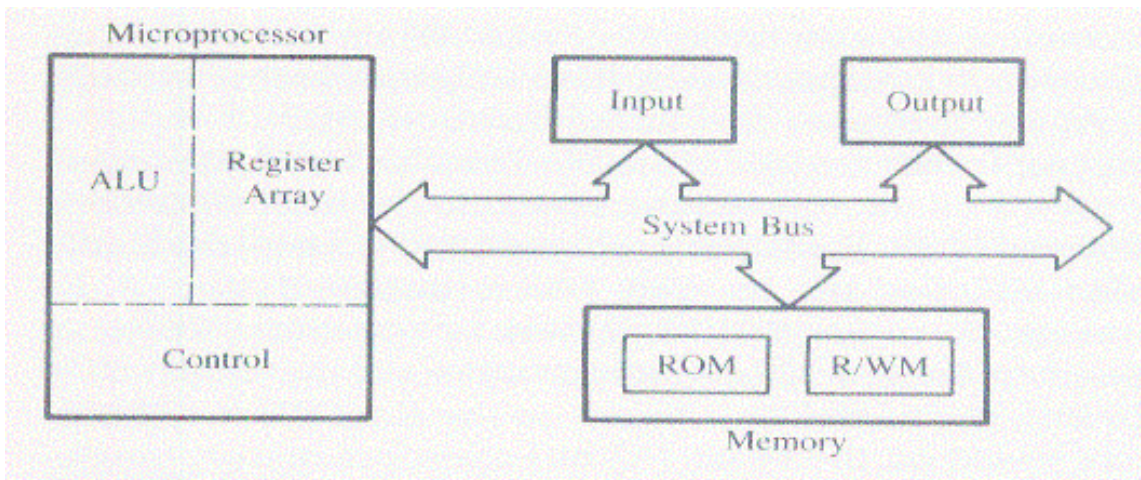 Microprocessor
ALU
Register
Array
Control
Input
Output
System Bus
ROM
R/WM
Memory